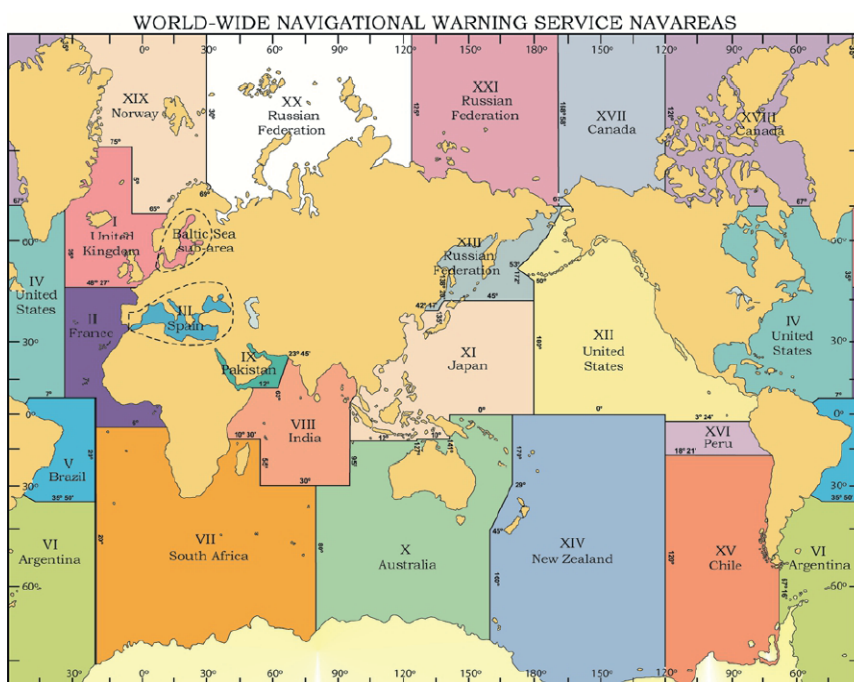 WORLD-WIDE NAVIGATIONAL WARNING SERVICE NAVAREAS
0° 30° 60° 90° 120° 150° 180° 150° 120° 90° 60°
XIX
Norway
XX
Russian
Federation
XXI
Russian
Federation
XVII
Canada
XVIII
Canada
75°
65°
67°
67°
I
United
Kingdom
Baltic Sea
sub-area
48° 27'
60°
60°
XIII
Russian
Federation
IV
United
States
II
France
III
Spain
45°
IX
Pakistan
23° 45'
12°
XI
Japan
XII
United
States
IV
United
States
30°
30°
7°
7°
VIII
India
0°
0°
0°
0°
3° 24'
XVI
Peru
18° 21'
10° 30'
V
Brazil
30°
30°
30°
35° 50'
35° 50'
VI
Argentina
VII
South Africa
X
Australia
XIV
New Zealand
XV
Chile
VI
Argentina
60°
60°
30° 0° 30° 60° 90° 120° 150° 180° 150° 120° 90° 60°